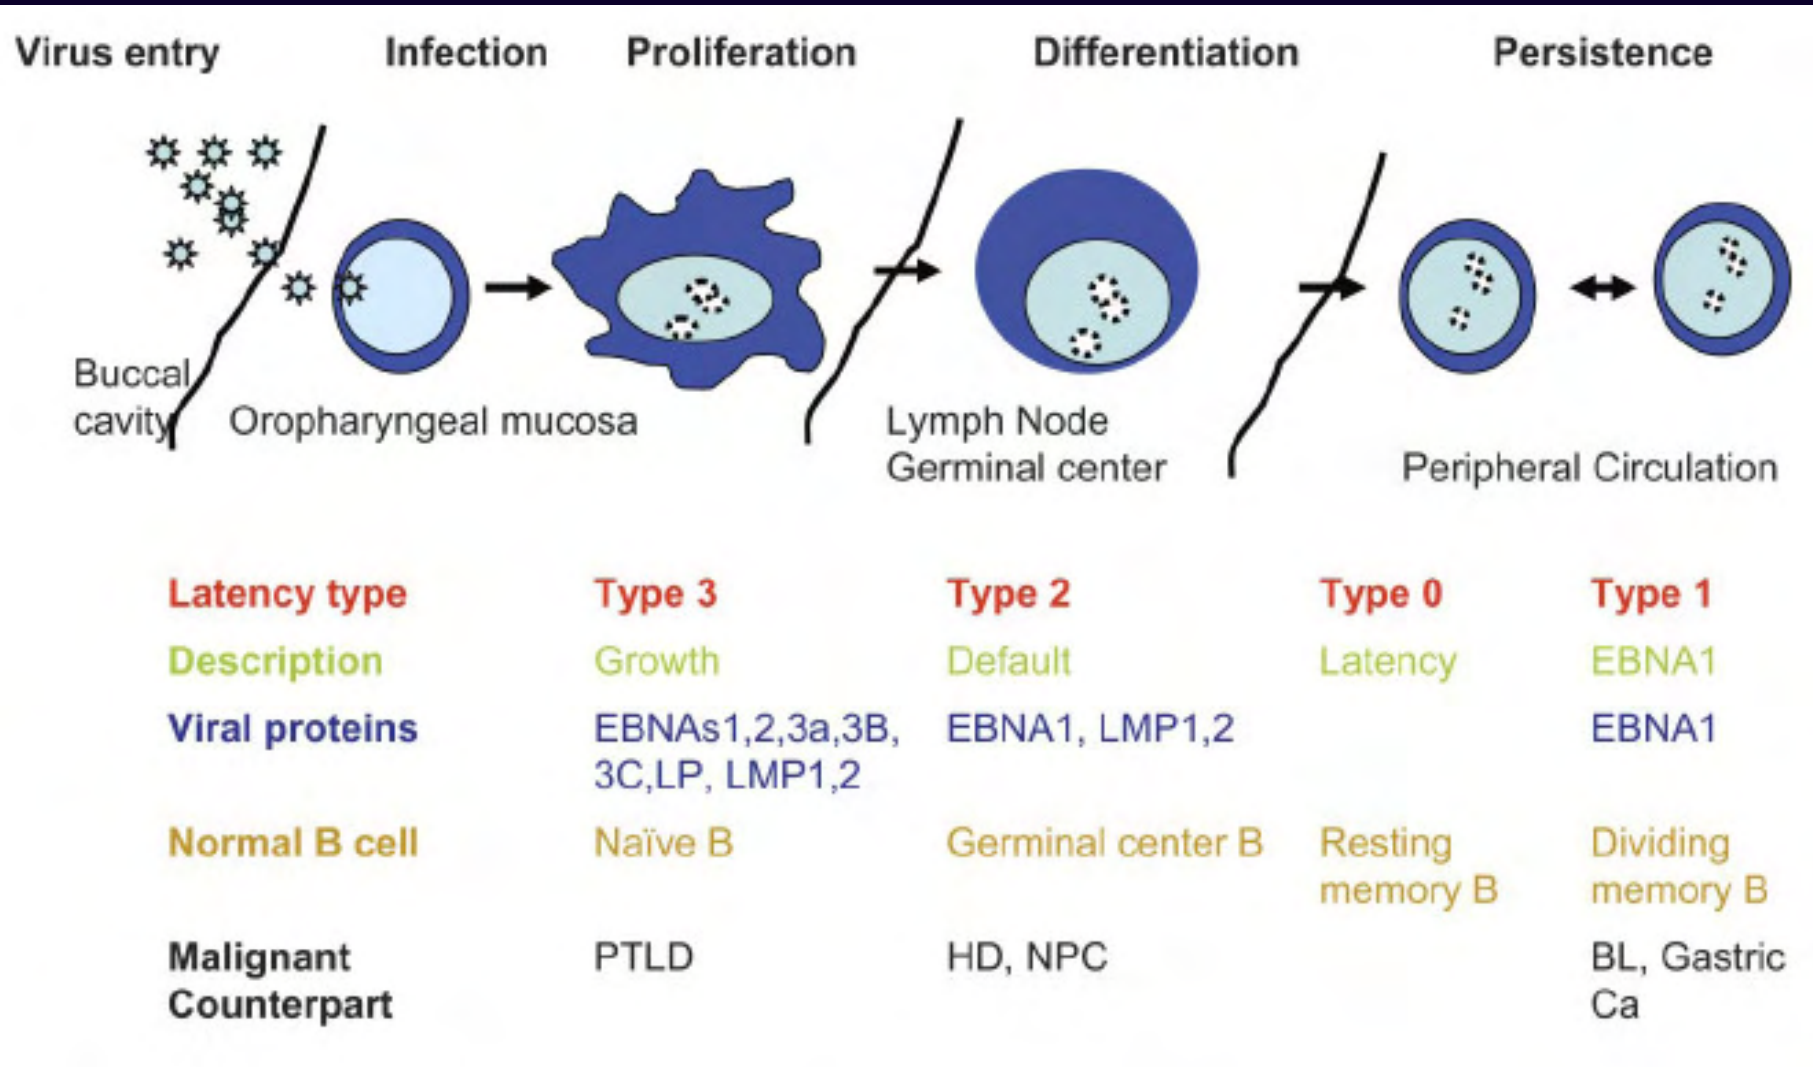 Virus entry Infection Proliferation Differentiation Persistence
Buccal
cavity
Oropharyngeal mucosa
Lymph Node
Germinal center
Peripheral Circulation
Latency type Type 3 Type 2 Type 0 Type 1
Description Growth Default Latency EBNA1
Viral proteins EBNAs1,2,3a,3B, EBNA1, LMP1,2 EBNA1
3C,LP, LMP1,2
Normal B cell Naïve B Germinal center B Resting Dividing
memory B memory B
Malignant PTLD HD, NPC BL, Gastric
Counterpart Ca